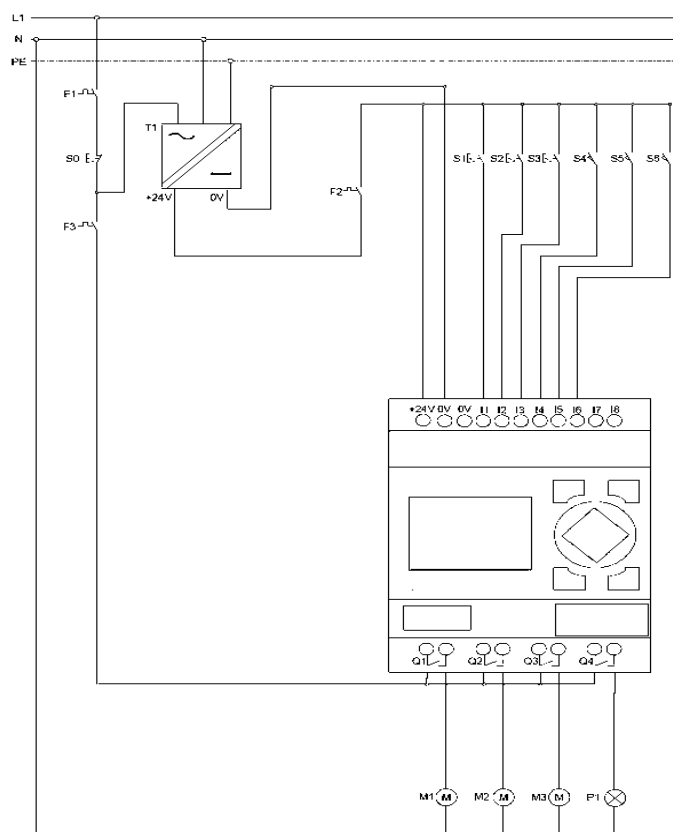 L1
N
PE
F1
T1
S0
S1
S2
S3
S4
S5
S6
+24V
0V
F2
F3
+24V 0V 0V I1 I2 I3 I4 I5 I6 I7 I8
Q1 Q2 Q3 Q4
M1 M M2 M M3 M P1